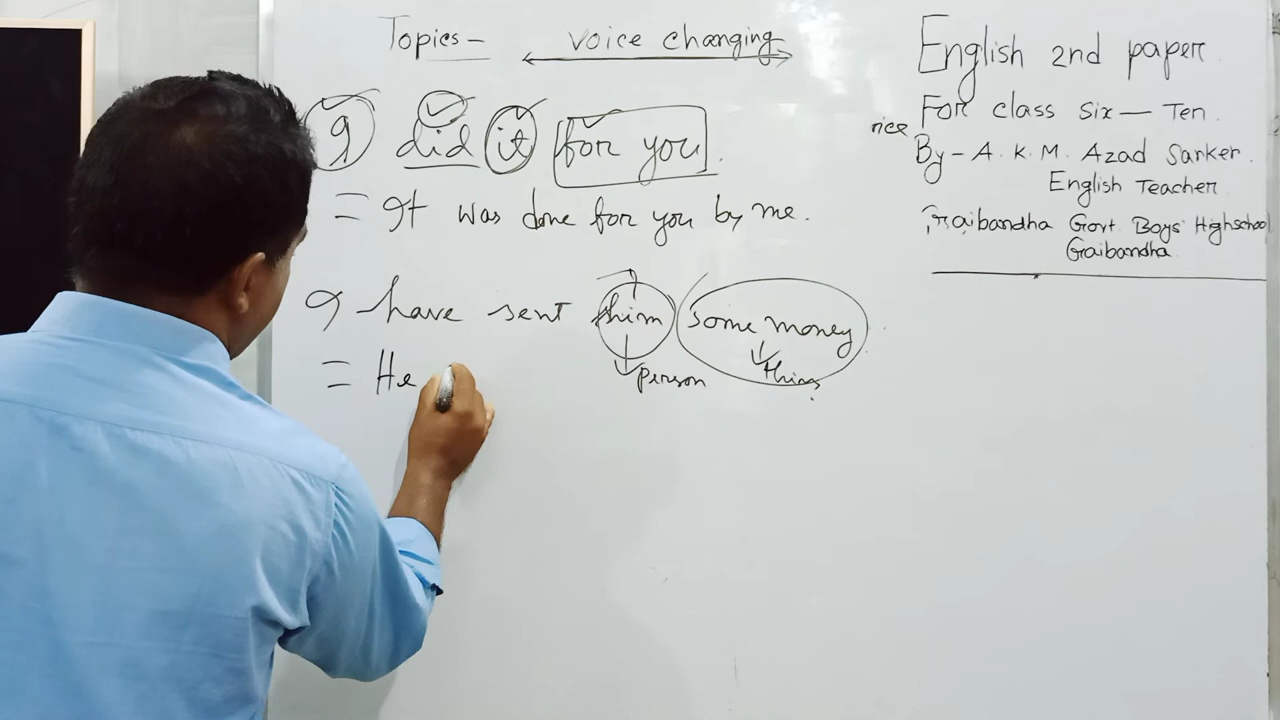 Topics - voice changing
I did it for you.
= It was done for you by me.
I have sent him some money
person thing
= He
English 2nd paper.
For class six — Ten.
By - A. K. M. Azad Sarker.
English Teacher
Gaibandha Govt. Boys' Highschool
Gaibandha.